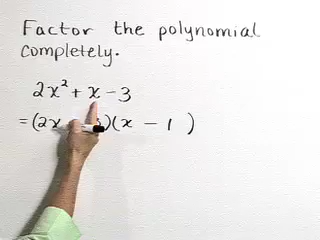 Factor the polynomial
completely.
2x² + x - 3
= (2x )(x - 1 )